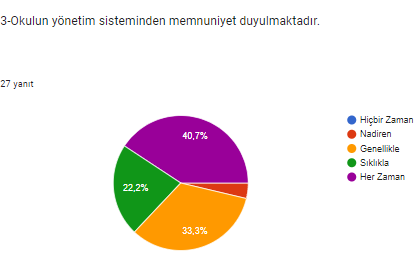 3-Okulun yönetim sisteminden memnuniyet duyulmaktadır.
27 yanıt
40,7%
22,2%
33,3%
Hiçbir Zaman
Nadiren
Genellikle
Sıklıkla
Her Zaman